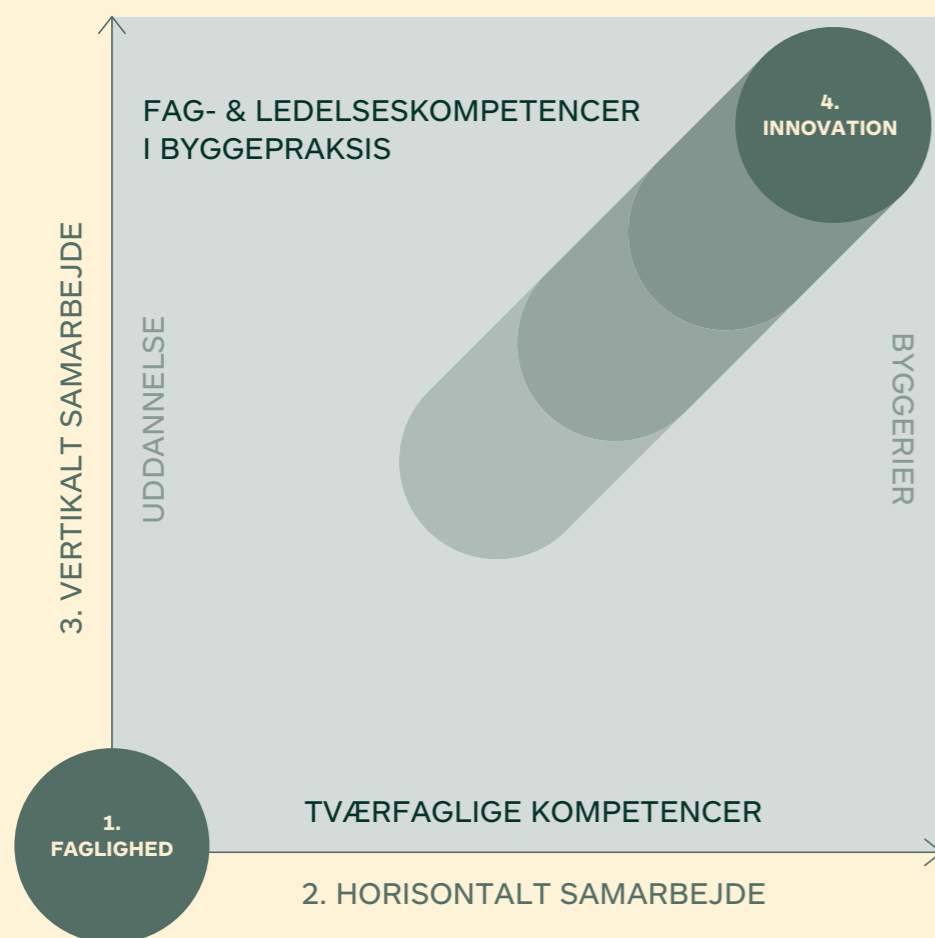 FAG- & LEDELSESKOMPETENCER
I BYGGEPRAKSIS
4.
INNOVATION
3. VERTIKALT SAMARBEJDE
UDDANNELSE
BYGGERIER
1.
FAGLIGHED
TVÆRFAGLIGE KOMPETENCER
2. HORISONTALT SAMARBEJDE